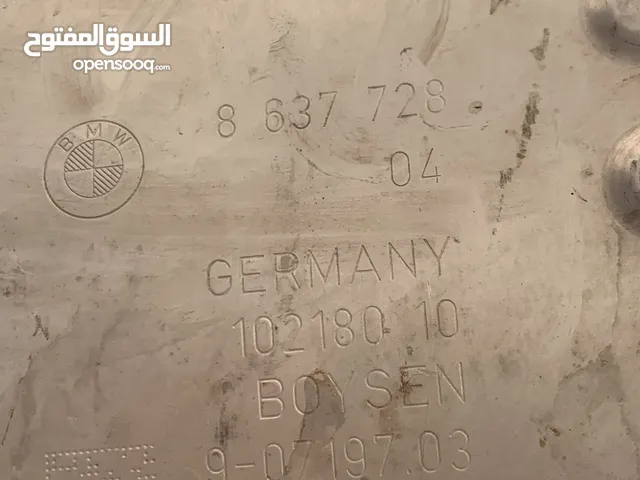 السوق المفتوح
opensooq.com
8 637 728
04
BMW
GERMANY
102180 10
BOYSEN
9-07197.03